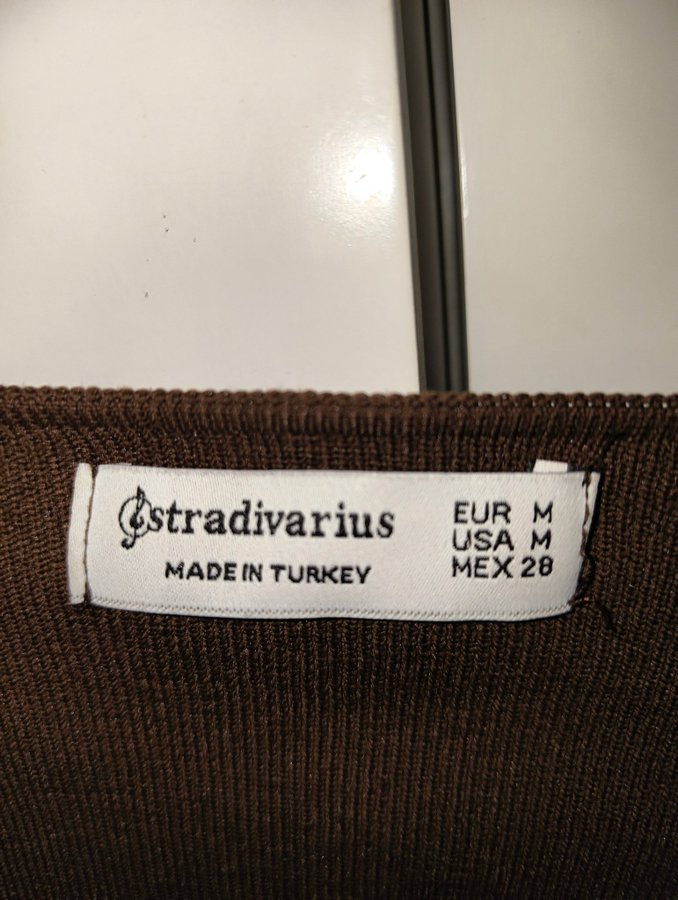 stradivarius
MADE IN TURKEY
EUR M
USA M
MEX 28